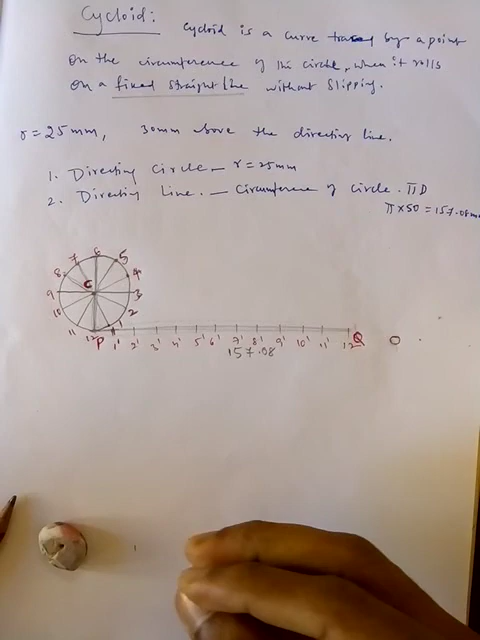 Cycloid:
Cycloid is a curve traced by a point
on the circumference of the circle, when it rolls
on a fixed straight line without slipping.
r = 25mm, 30mm above the directing line.
1. Directing Circle - r = 25mm
2. Directing Line. - Circumference of circle. πD
π x 50 = 157.08m
6
7 5
8 4
C
9 3
10 2
11 12 1
P 1' 2' 3' 4' 5' 6' 7' 8' 9' 10' 11' 12 Q
157.08